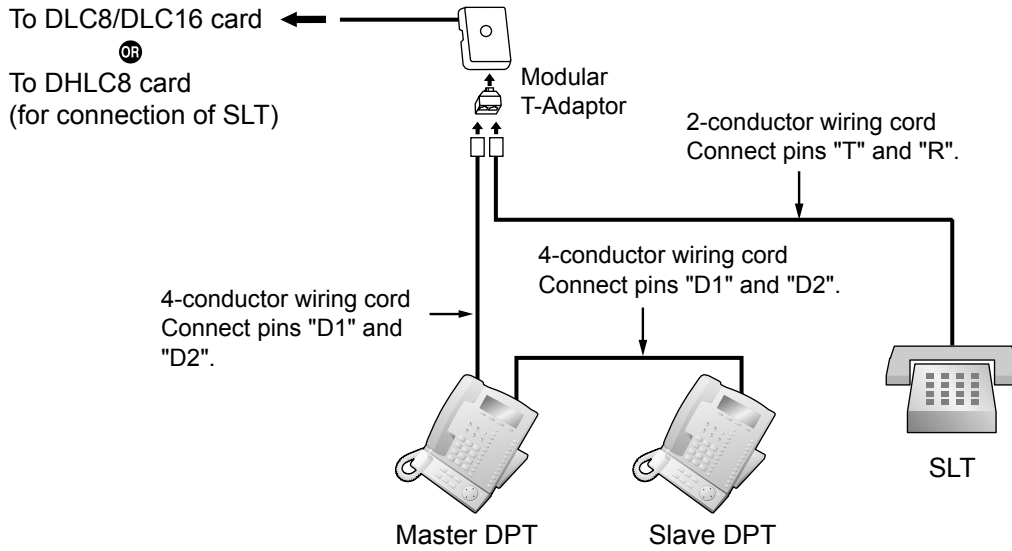 To DLC8/DLC16 card
OR
To DHLC8 card
(for connection of SLT)
Modular
T-Adaptor
2-conductor wiring cord
Connect pins "T" and "R".
4-conductor wiring cord
Connect pins "D1" and "D2".
4-conductor wiring cord
Connect pins "D1" and
"D2".
SLT
Master DPT
Slave DPT